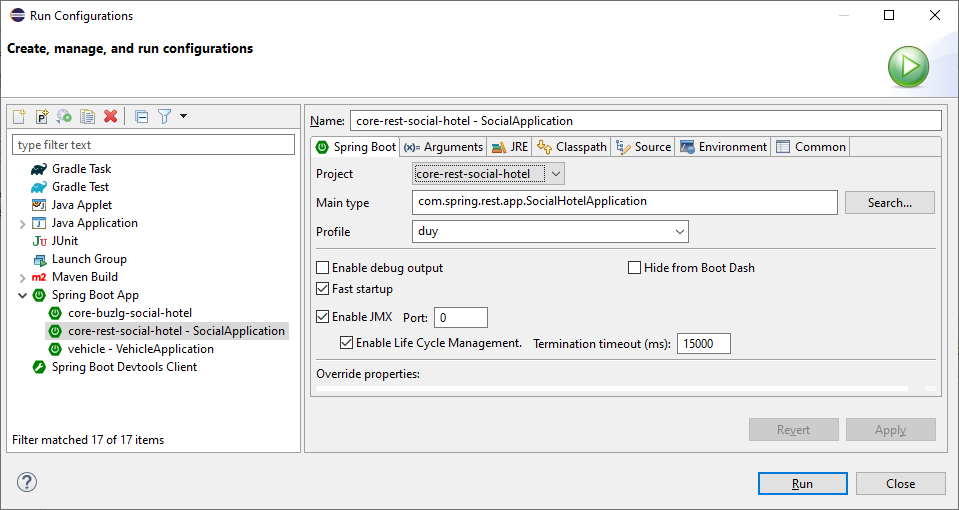 Run Configurations
Create, manage, and run configurations
type filter text
Gradle Task
Gradle Test
Java Applet
Java Application
JUnit
Launch Group
Maven Build
Spring Boot App
core-buzlg-social-hotel
core-rest-social-hotel - SocialApplication
vehicle - VehicleApplication
Spring Boot Devtools Client
Filter matched 17 of 17 items
Name: core-rest-social-hotel - SocialApplication
Spring Boot (x)= Arguments JRE Classpath Source Environment Common
Project core-rest-social-hotel
Main type com.spring.rest.app.SocialHotelApplication Search...
Profile duy
Enable debug output Hide from Boot Dash
Fast startup
Enable JMX Port: 0
Enable Life Cycle Management. Termination timeout (ms): 15000
Override properties:
Revert Apply
Run Close